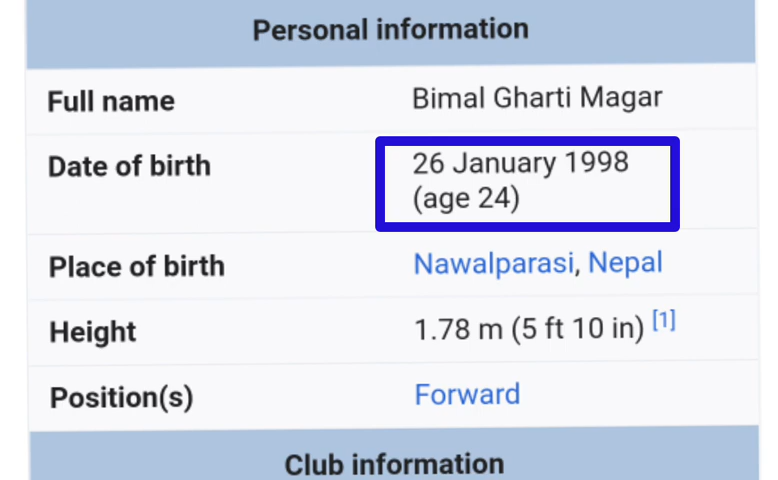 Personal information
Full name Bimal Gharti Magar
Date of birth 26 January 1998
(age 24)
Place of birth Nawalparasi, Nepal
Height 1.78 m (5 ft 10 in) [1]
Position(s) Forward
Club information